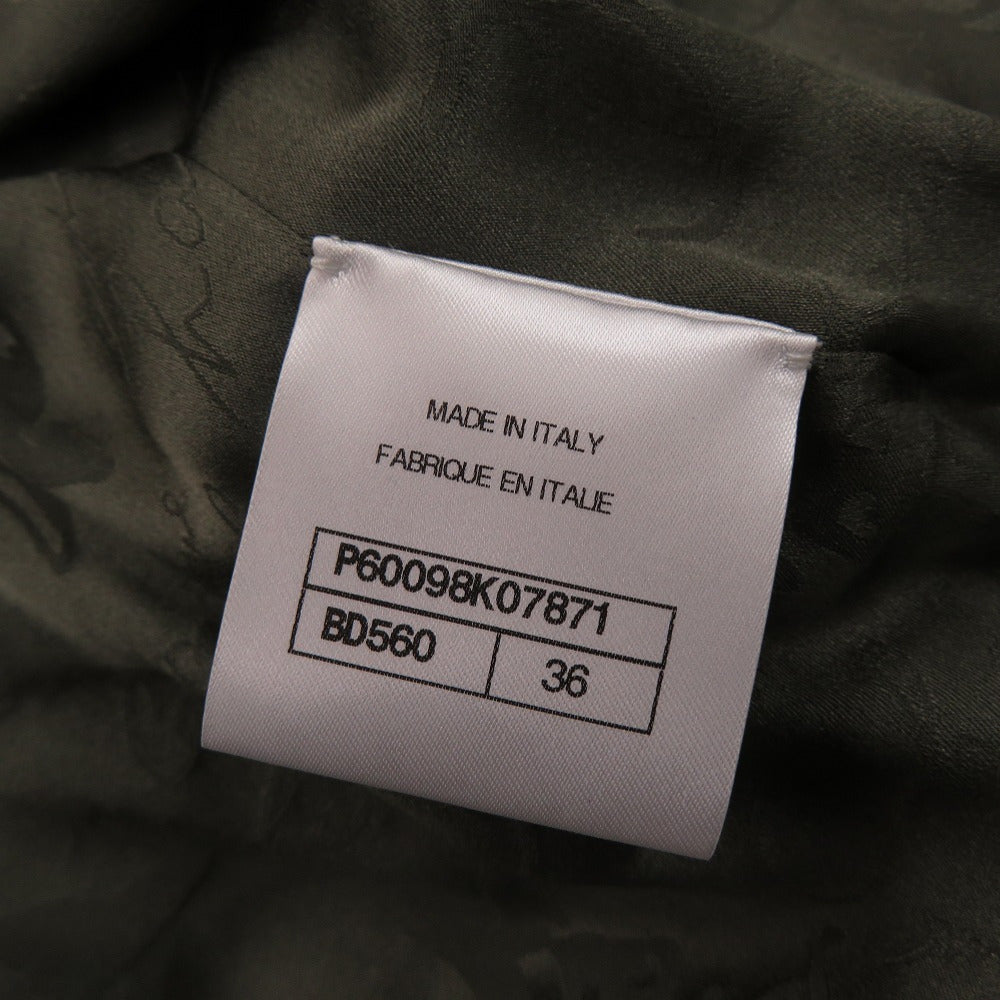 MADE IN ITALY
FABRIQUE EN ITALIE
P60098K07871
BD560 36